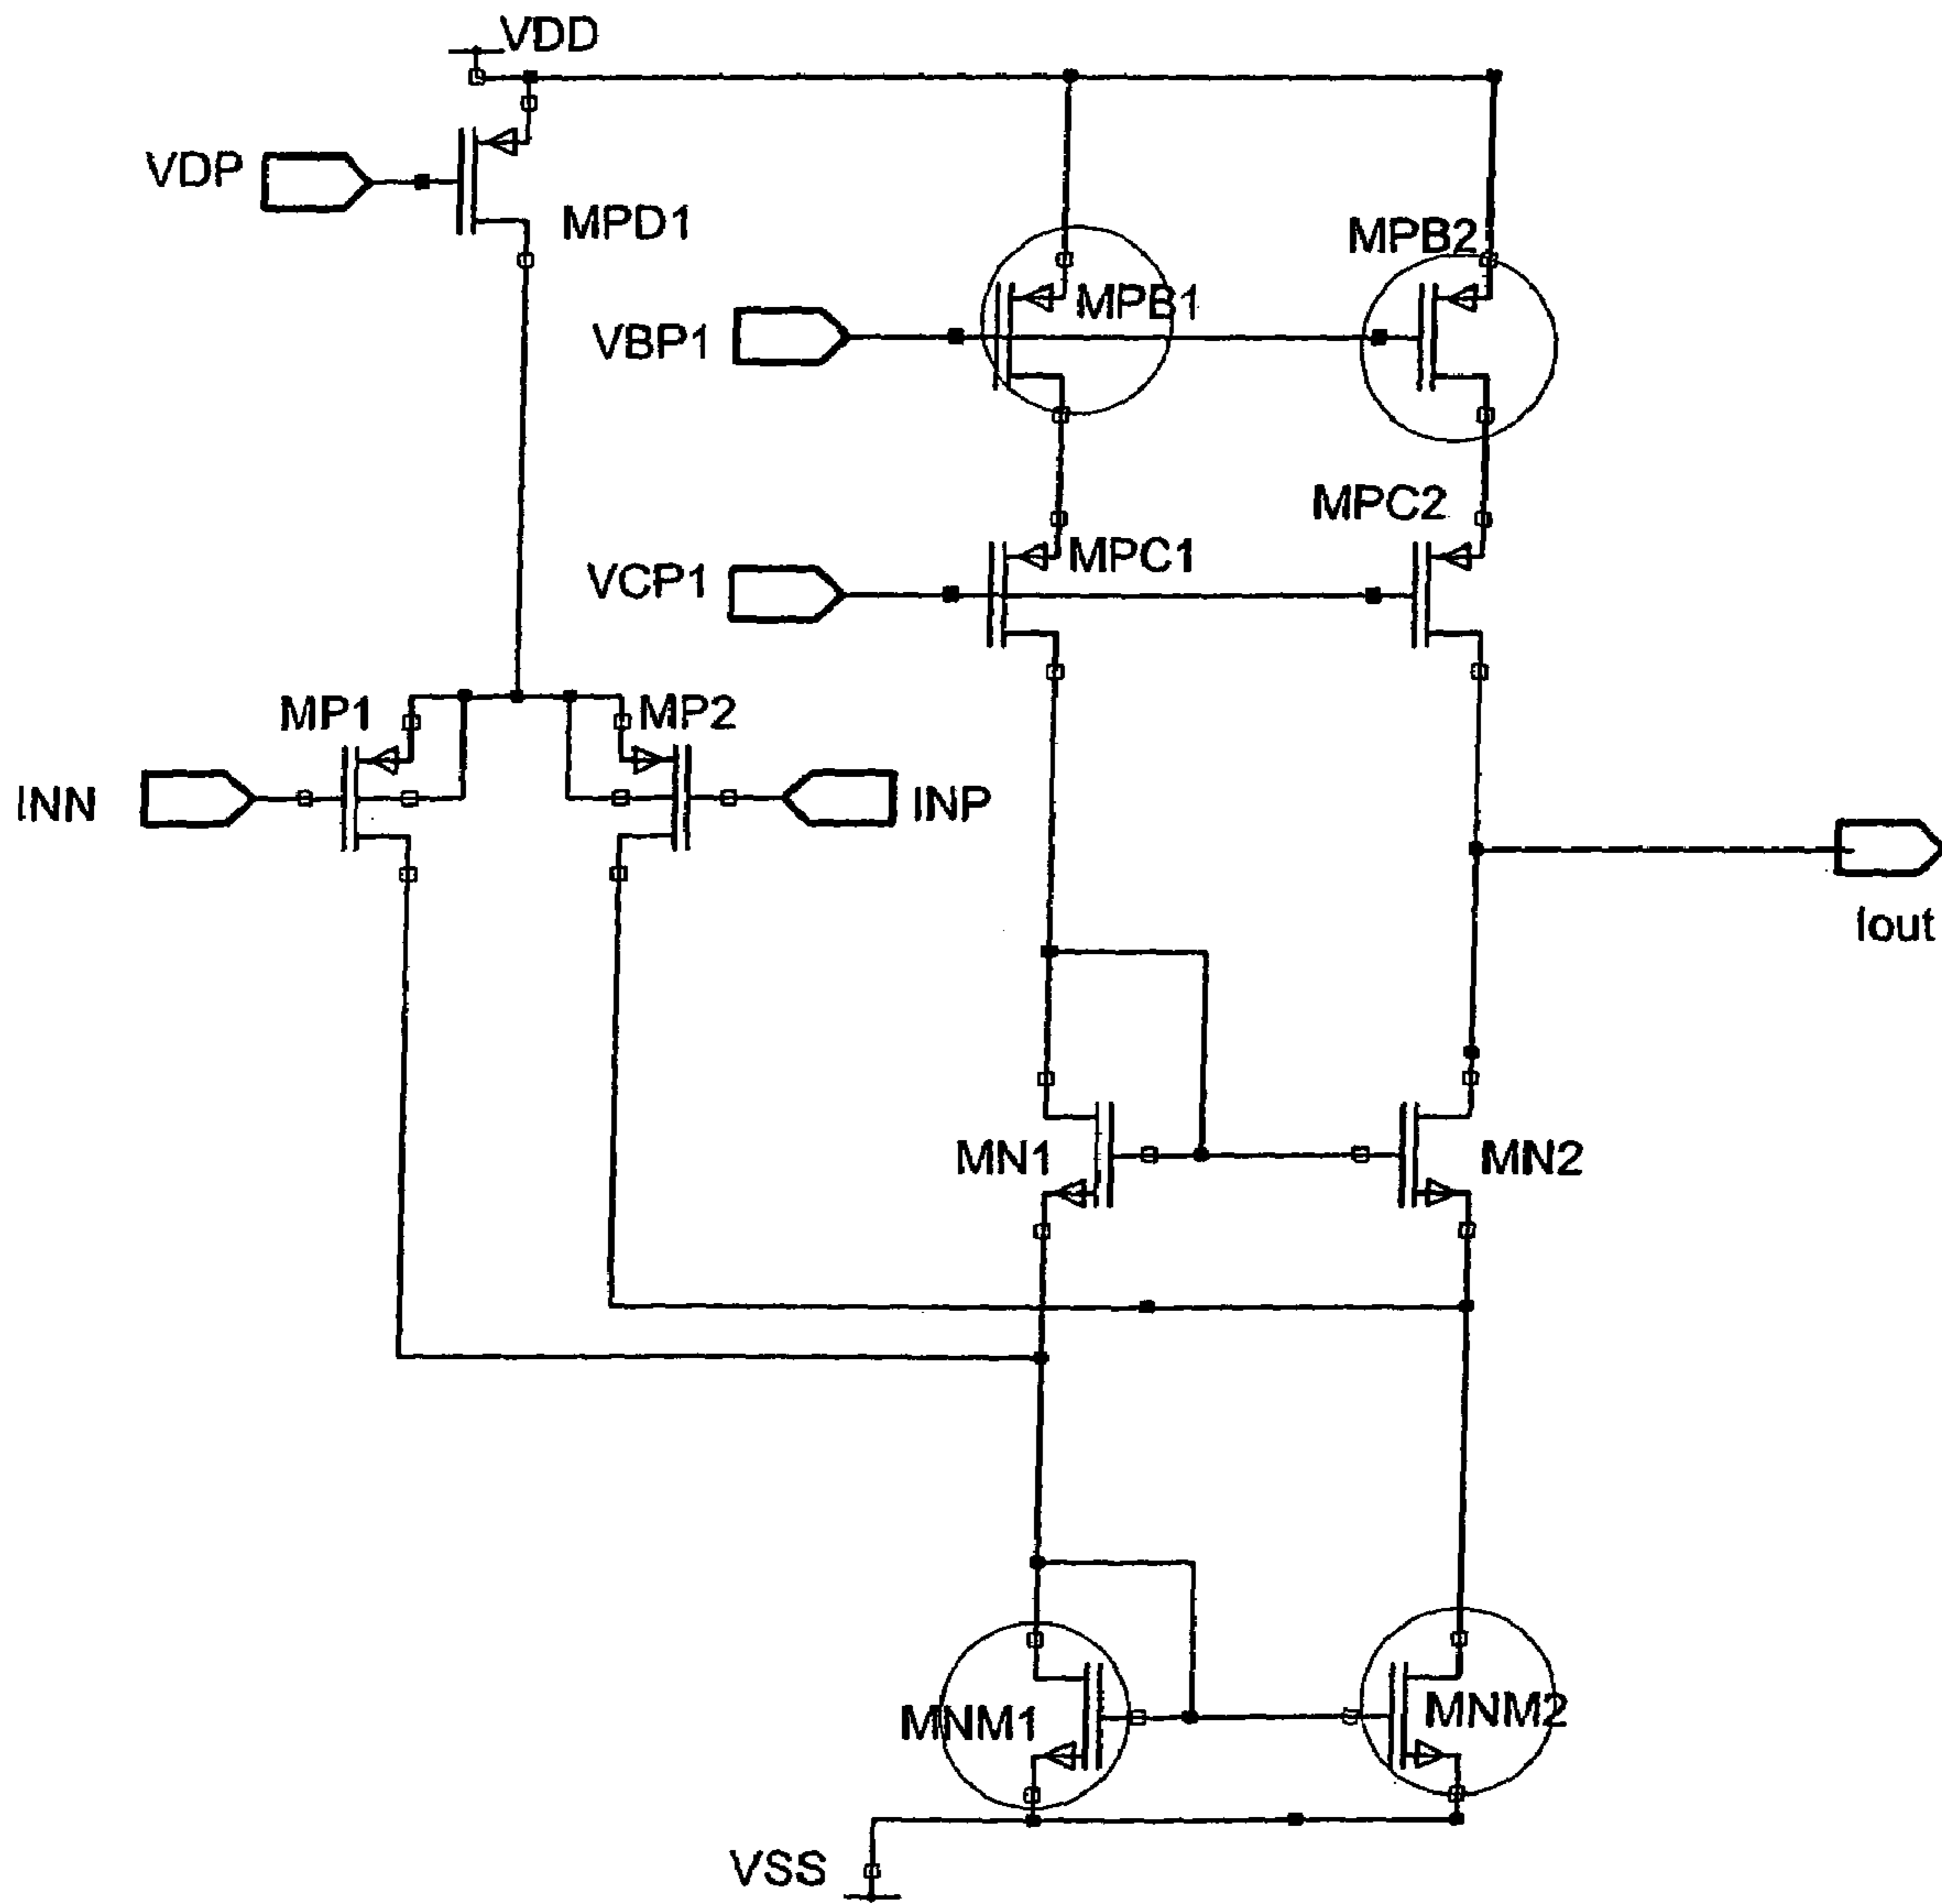 VDD
VDP
MPD1
MPB2
MPB1
VBP1
MPC2
MPC1
VCP1
MP1
MP2
INN
INP
Iout
MN1
MN2
MNM1
MNM2
VSS